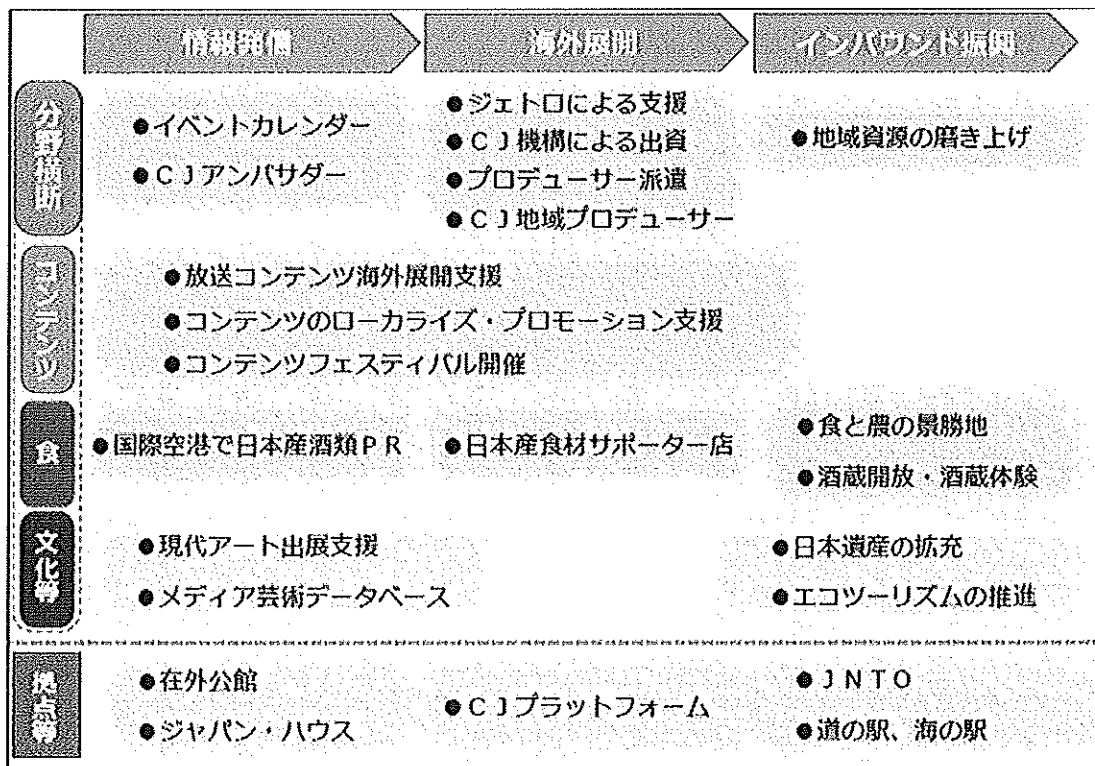 情報発信
海外展開
インバウンド振興
分野横断
●イベントカレンダー
●ＣＪアンバサダー
●ジェトロによる支援
●ＣＪ機構による出資
●プロデューサー派遣
●ＣＪ地域プロデューサー
●地域資源の磨き上げ
コンテンツ
●放送コンテンツ海外展開支援
●コンテンツのローカライズ・プロモーション支援
●コンテンツフェスティバル開催
食
●国際空港で日本産酒類ＰＲ
●日本産食材サポーター店
●食と農の景勝地
●酒蔵開放・酒蔵体験
文化等
●現代アート出展支援
●メディア芸術データベース
●日本遺産の拡充
●エコツーリズムの推進
拠点等
●在外公館
●ジャパン・ハウス
●ＣＪプラットフォーム
●ＪＮＴＯ
●道の駅、海の駅